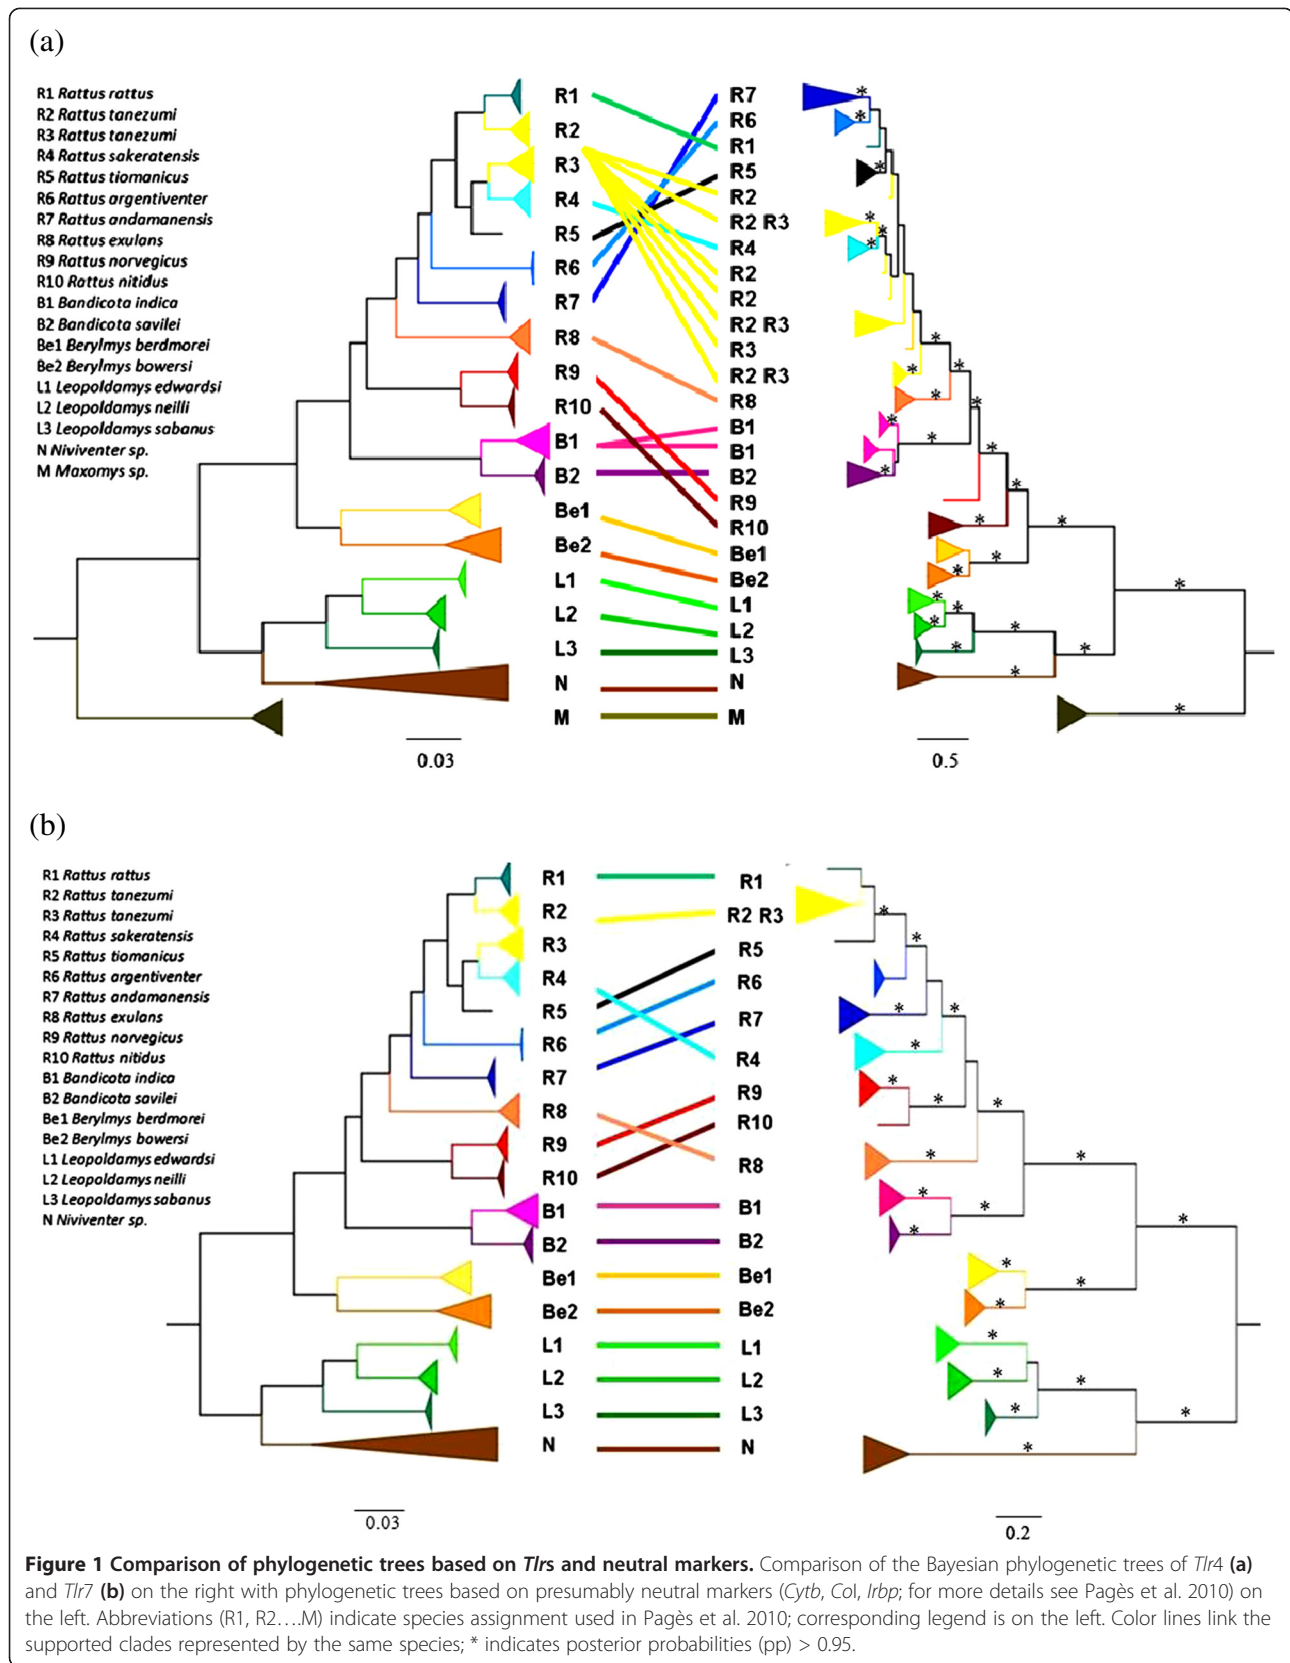 (a)
R1 Rattus rattus
R2 Rattus tanezumi
R3 Rattus tanezumi
R4 Rattus sakeratensis
R5 Rattus tiomanicus
R6 Rattus argentiventer
R7 Rattus andamanensis
R8 Rattus exulans
R9 Rattus norvegicus
R10 Rattus nitidus
B1 Bandicota indica
B2 Bandicota savilei
Be1 Berylmys berdmorei
Be2 Berylmys bowersi
L1 Leopoldamys edwardsi
L2 Leopoldamys neilli
L3 Leopoldamys sabanus
N Niviventer sp.
M Maxomys sp.
R1
R2
R3
R4
R5
R6
R7
R8
R9
R10
B1
B2
Be1
Be2
L1
L2
L3
N
M
R7
R6
R1
R5
R2
R2 R3
R4
R2
R2
R2 R3
R3
R2 R3
R8
B1
B1
B2
R9
R10
Be1
Be2
L1
L2
L3
N
M
0.03
0.5
(b)
R1 Rattus rattus
R2 Rattus tanezumi
R3 Rattus tanezumi
R4 Rattus sakeratensis
R5 Rattus tiomanicus
R6 Rattus argentiventer
R7 Rattus andamanensis
R8 Rattus exulans
R9 Rattus norvegicus
R10 Rattus nitidus
B1 Bandicota indica
B2 Bandicota savilei
Be1 Berylmys berdmorei
Be2 Berylmys bowersi
L1 Leopoldamys edwardsi
L2 Leopoldamys neilli
L3 Leopoldamys sabanus
N Niviventer sp.
R1
R2
R3
R4
R5
R6
R7
R8
R9
R10
B1
B2
Be1
Be2
L1
L2
L3
N
R1
R2 R3
R5
R6
R7
R4
R9
R10
R8
B1
B2
Be1
Be2
L1
L2
L3
N
0.03
0.2
Figure 1 Comparison of phylogenetic trees based on Tlrs and neutral markers. Comparison of the Bayesian phylogenetic trees of Tlr4 (a)
and Tlr7 (b) on the right with phylogenetic trees based on presumably neutral markers (Cytb, CoI, Irbp; for more details see Pagès et al. 2010) on
the left. Abbreviations (R1, R2....M) indicate species assignment used in Pagès et al. 2010; corresponding legend is on the left. Color lines link the
supported clades represented by the same species; * indicates posterior probabilities (pp) > 0.95.